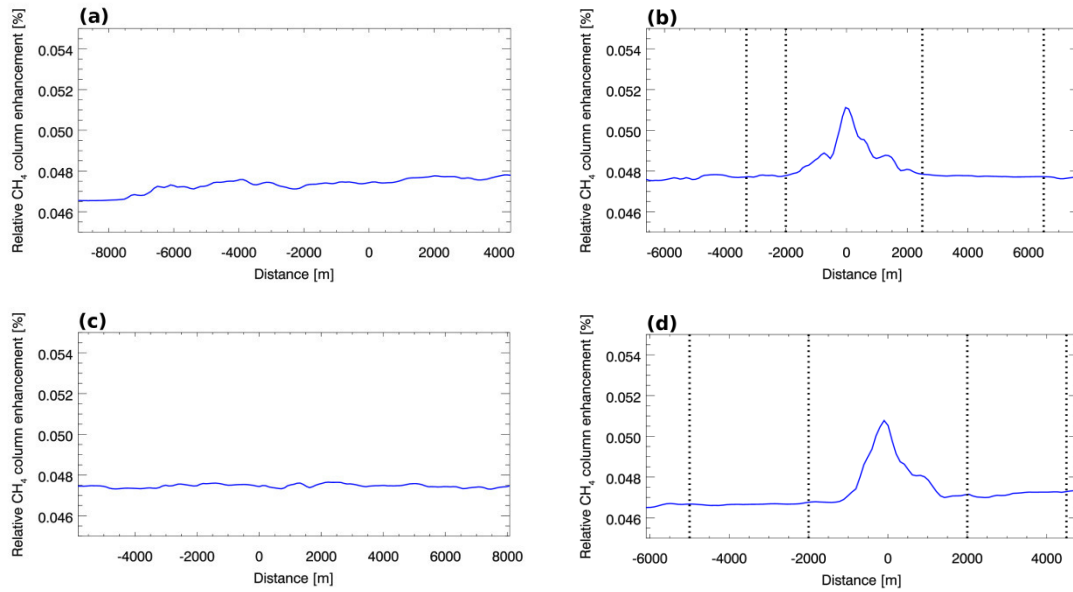 (a)
Relative CH₄ column enhancement [%]
0.054
0.052
0.050
0.048
0.046
-8000 -6000 -4000 -2000 0 2000 4000
Distance [m]
(b)
Relative CH₄ column enhancement [%]
0.054
0.052
0.050
0.048
0.046
-6000 -4000 -2000 0 2000 4000 6000
Distance [m]
(c)
Relative CH₄ column enhancement [%]
0.054
0.052
0.050
0.048
0.046
-4000 -2000 0 2000 4000 6000 8000
Distance [m]
(d)
Relative CH₄ column enhancement [%]
0.054
0.052
0.050
0.048
0.046
-6000 -4000 -2000 0 2000 4000
Distance [m]